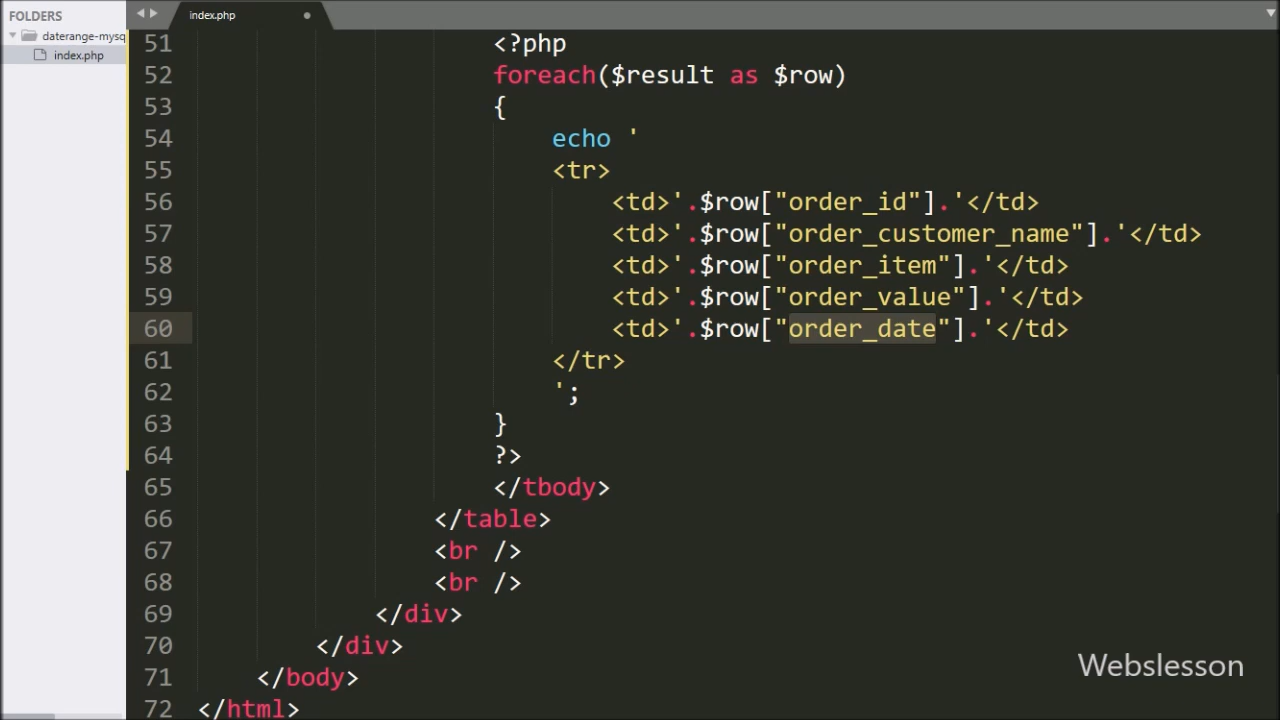 FOLDERS
daterange-mysq
index.php
index.php
51 <?php
52 foreach($result as $row)
53 {
54 echo '
55 <tr>
56 <td>'.$row["order_id"].'</td>
57 <td>'.$row["order_customer_name"].'</td>
58 <td>'.$row["order_item"].'</td>
59 <td>'.$row["order_value"].'</td>
60 <td>'.$row["order_date"].'</td>
61 </tr>
62 ';
63 }
64 ?>
65 </tbody>
66 </table>
67 <br />
68 <br />
69 </div>
70 </div>
71 </body>
72 </html>
Webslesson